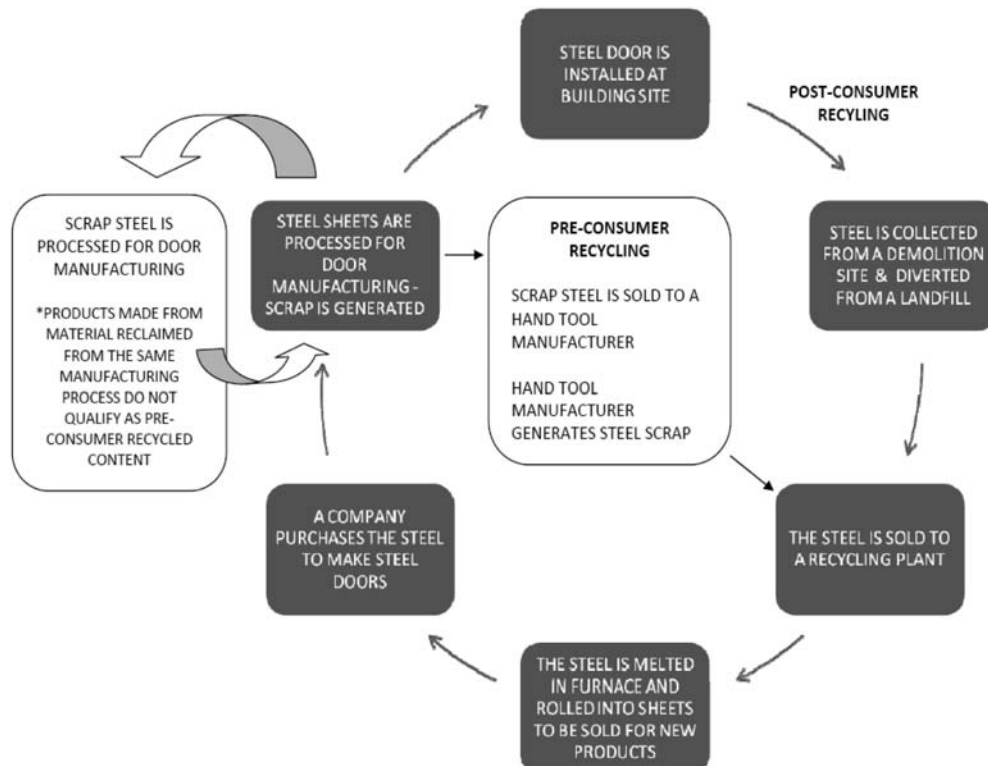 STEEL DOOR IS
INSTALLED AT
BUILDING SITE
POST-CONSUMER
RECYLING
SCRAP STEEL IS
PROCESSED FOR DOOR
MANUFACTURING
*PRODUCTS MADE FROM
MATERIAL RECLAIMED
FROM THE SAME
MANUFACTURING
PROCESS DO NOT
QUALIFY AS PRE-
CONSUMER RECYCLED
CONTENT
STEEL SHEETS ARE
PROCESSED FOR
DOOR
MANUFACTURING -
SCRAP IS GENERATED
PRE-CONSUMER
RECYCLING
SCRAP STEEL IS SOLD TO A
HAND TOOL
MANUFACTURER
HAND TOOL
MANUFACTURER
GENERATES STEEL SCRAP
STEEL IS COLLECTED
FROM A DEMOLITION
SITE & DIVERTED
FROM A LANDFILL
A COMPANY
PURCHASES THE STEEL
TO MAKE STEEL
DOORS
THE STEEL IS SOLD TO
A RECYCLING PLANT
THE STEEL IS MELTED
IN FURNACE AND
ROLLED INTO SHEETS
TO BE SOLD FOR NEW
PRODUCTS